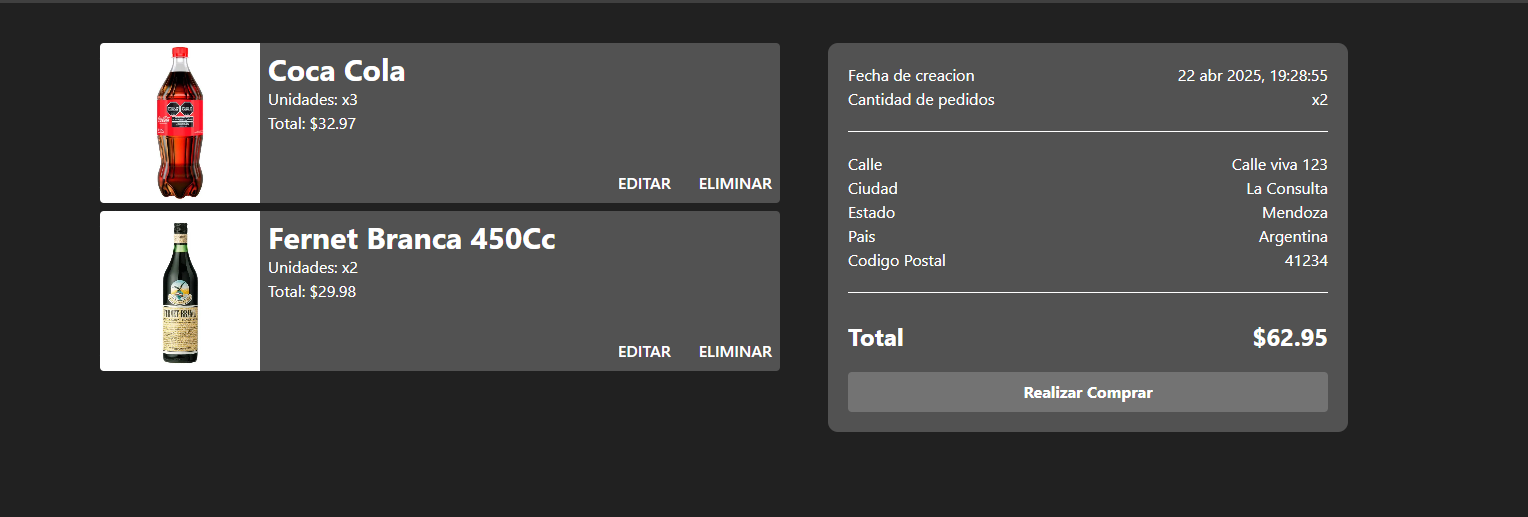 Coca Cola
Unidades: x3
Total: $32.97
EDITAR ELIMINAR
Fernet Branca 450Cc
Unidades: x2
Total: $29.98
EDITAR ELIMINAR
Fecha de creacion 22 abr 2025, 19:28:55
Cantidad de pedidos x2
Calle Calle viva 123
Ciudad La Consulta
Estado Mendoza
Pais Argentina
Codigo Postal 41234
Total $62.95
Realizar Comprar